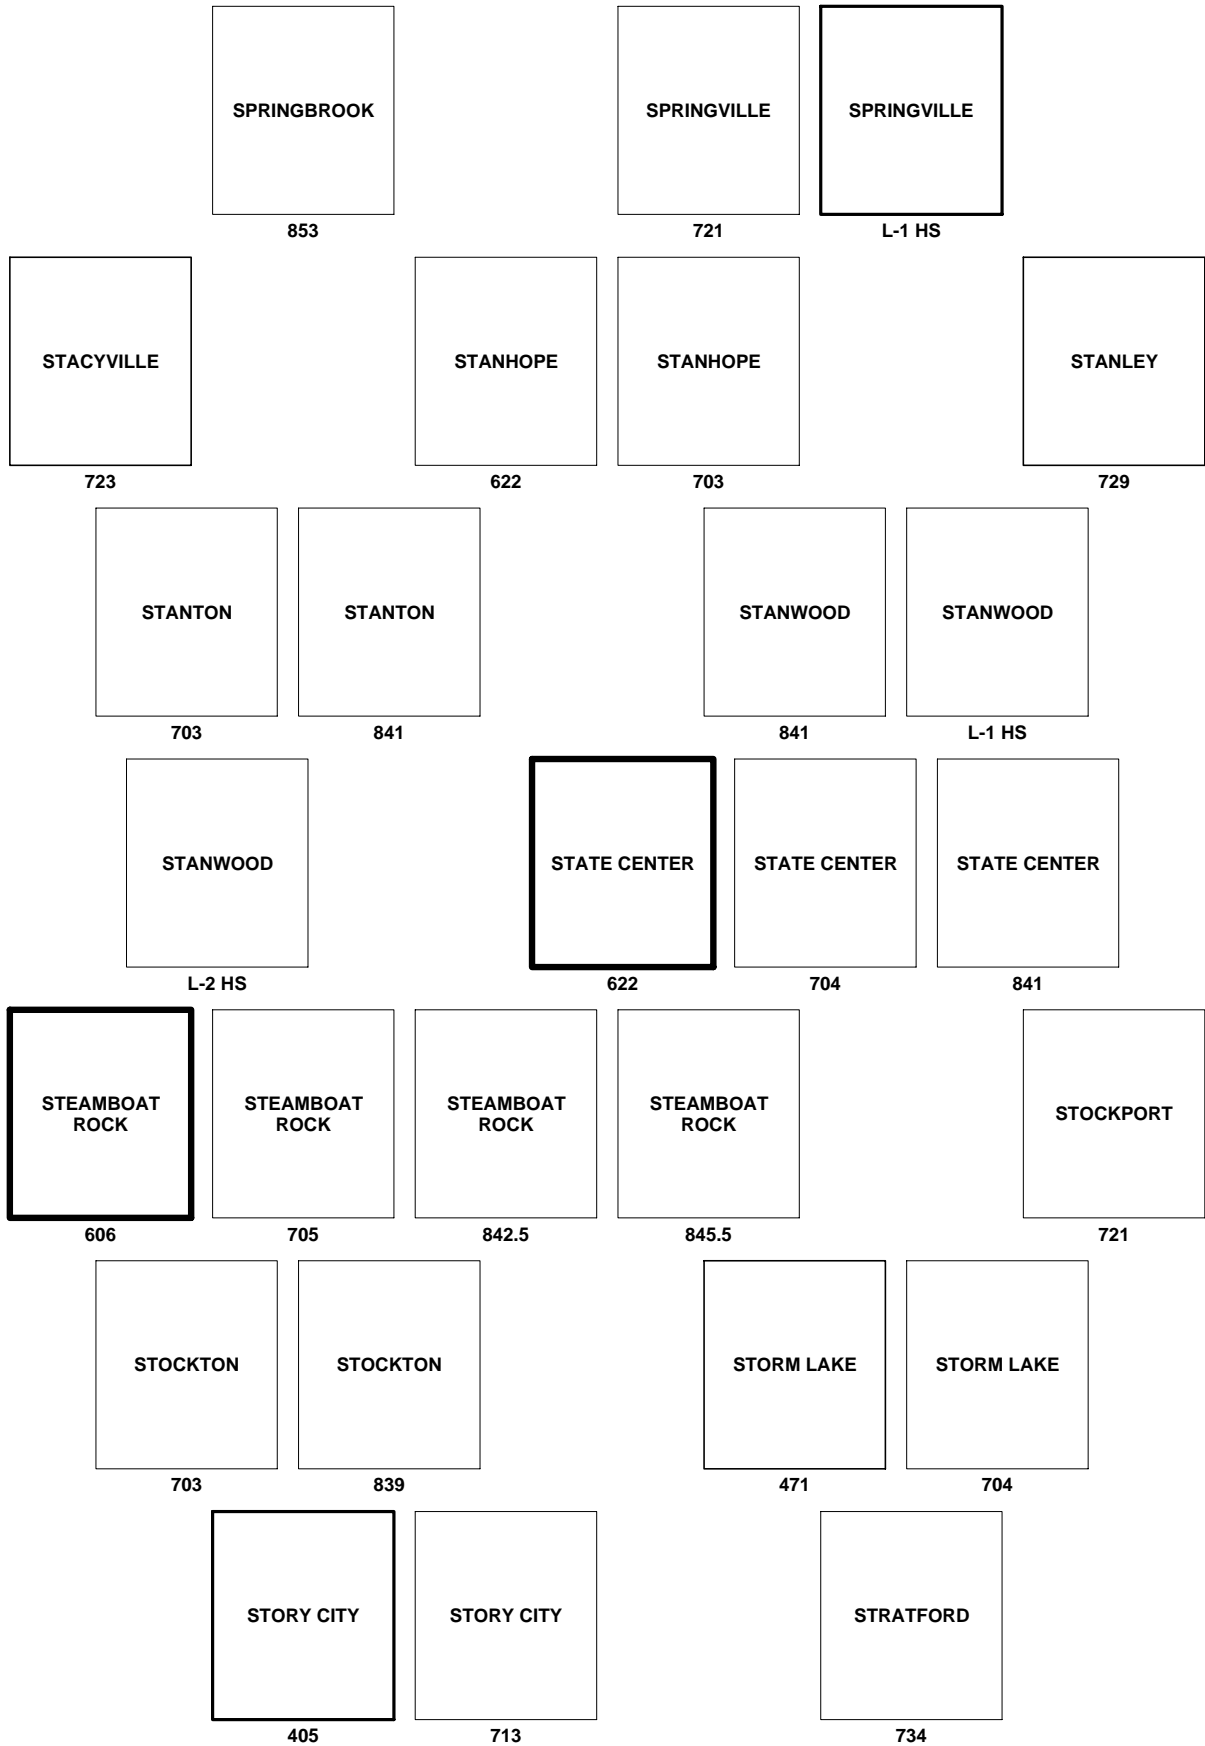 SPRINGBROOK SPRINGVILLE SPRINGVILLE
853 721 L-1 HS
STACYVILLE STANHOPE STANHOPE STANLEY
723 622 703 729
STANTON STANTON STANWOOD STANWOOD
703 841 841 L-1 HS
STANWOOD STATE CENTER STATE CENTER STATE CENTER
L-2 HS 622 704 841
STEAMBOAT STEAMBOAT STEAMBOAT STEAMBOAT
ROCK ROCK ROCK ROCK STOCKPORT
606 705 842.5 845.5 721
STOCKTON STOCKTON STORM LAKE STORM LAKE
703 839 471 704
STORY CITY STORY CITY STRATFORD
405 713 734